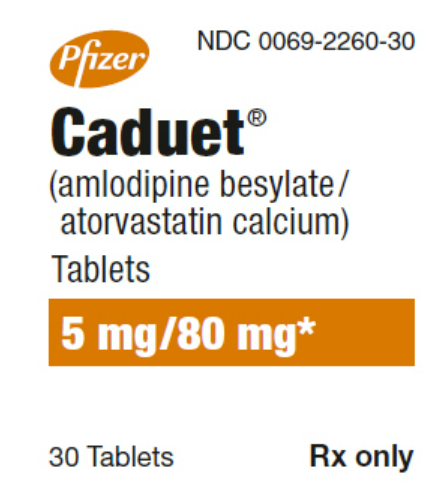 Pfizer
NDC 0069-2260-30
Caduet®
(amlodipine besylate/
atorvastatin calcium)
Tablets
5 mg/80 mg*
30 Tablets
Rx only